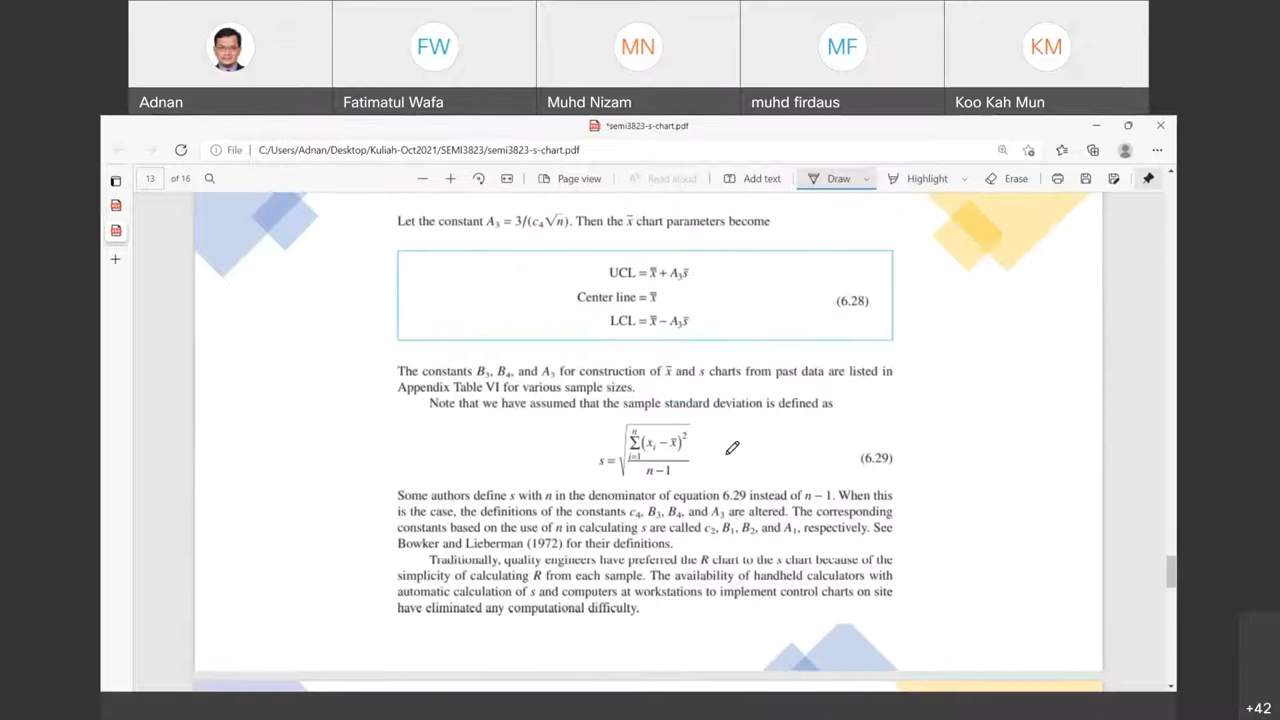 FW
MN
MF
KM
Adnan
Fatimatul Wafa
Muhd Nizam
muhd firdaus
Koo Kah Mun
*semi3823-s-chart.pdf
File
C:/Users/Adnan/Desktop/Kuliah-Oct2021/SEMI3823/semi3823-s-chart.pdf
13 of 16
Page view
Read aloud
Add text
Draw
Highlight
Erase
Let the constant A₃ = 3/(c₄√n). Then the x̄ chart parameters become
UCL = x̿ + A₃s̄
Center line = x̿
(6.28)
LCL = x̿ − A₃s̄
The constants B₃, B₄, and A₃ for construction of x̄ and s charts from past data are listed in
Appendix Table VI for various sample sizes.
Note that we have assumed that the sample standard deviation is defined as
s = √(∑ⁿᵢ₌₁(xᵢ − x̄)² / (n − 1))
(6.29)
Some authors define s with n in the denominator of equation 6.29 instead of n − 1. When this
is the case, the definitions of the constants c₄, B₃, B₄, and A₃ are altered. The corresponding
constants based on the use of n in calculating s are called c₂, B₁, B₂, and A₁, respectively. See
Bowker and Lieberman (1972) for their definitions.
Traditionally, quality engineers have preferred the R chart to the s chart because of the
simplicity of calculating R from each sample. The availability of handheld calculators with
automatic calculation of s and computers at workstations to implement control charts on site
have eliminated any computational difficulty.
+42